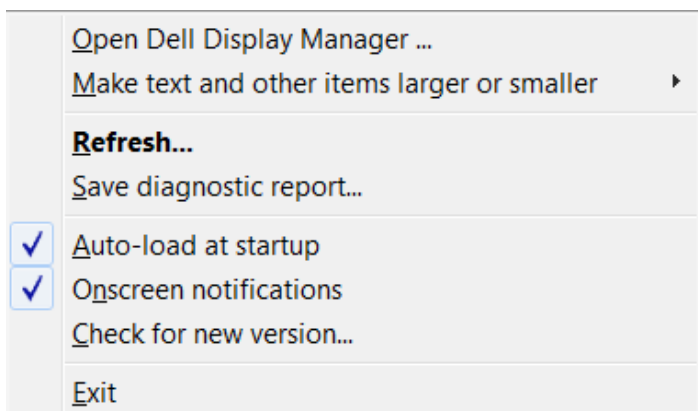 Open Dell Display Manager ...
Make text and other items larger or smaller
Refresh...
Save diagnostic report...
Auto-load at startup
Onscreen notifications
Check for new version...
Exit